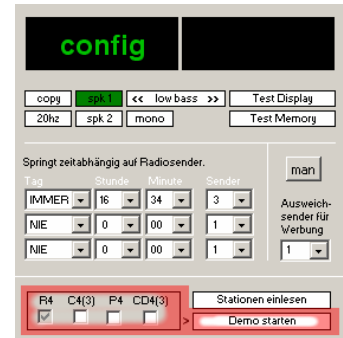 config
copy spk 1 << low bass >> Test Display
20hz spk 2 mono Test Memory
Springt zeitabhängig auf Radiosender.
man
Tag Stunde Minute Sender
IMMER 16 34 3
Ausweich-
sender für
Werbung
NIE 0 00 1
NIE 0 00 1 1
R4 C4(3) P4 CD4(3) Stationen einlesen
> Demo starten